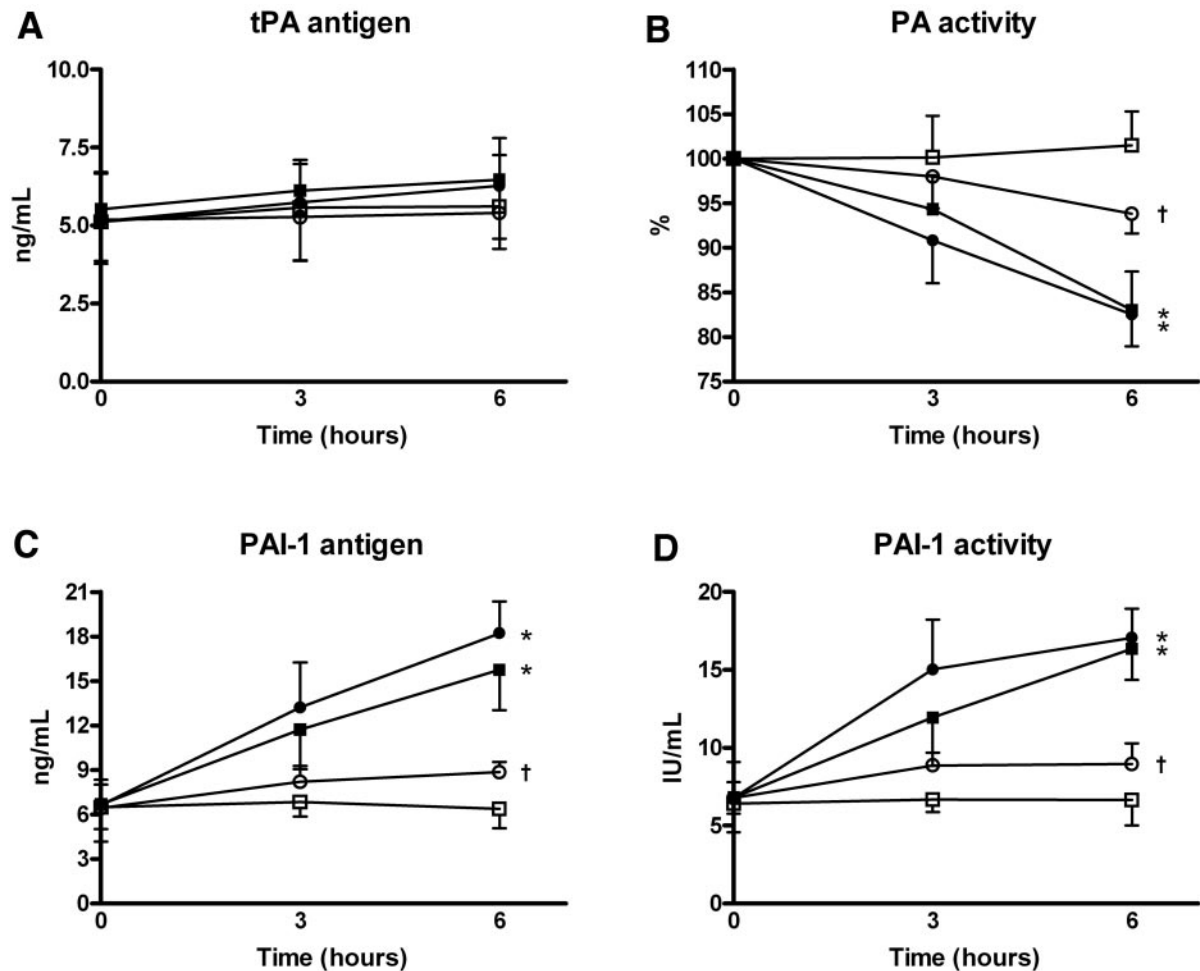 A
tPA antigen
10.0
7.5
5.0
2.5
0.0
ng/mL
0 3 6
Time (hours)
B
PA activity
110
105
100
95
90
85
80
75
%
†
*
*
0 3 6
Time (hours)
C
PAI-1 antigen
21
18
15
12
9
6
3
0
ng/mL
*
*
†
0 3 6
Time (hours)
D
PAI-1 activity
20
15
10
5
0
IU/mL
*
*
†
0 3 6
Time (hours)